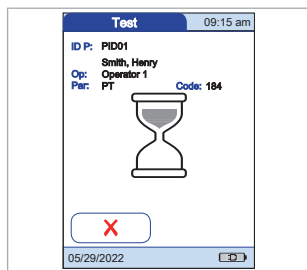 Test 09:15 am
ID P: PID01
Smith, Henry
Op: Operator 1
Par: PT Code: 184
05/29/2022